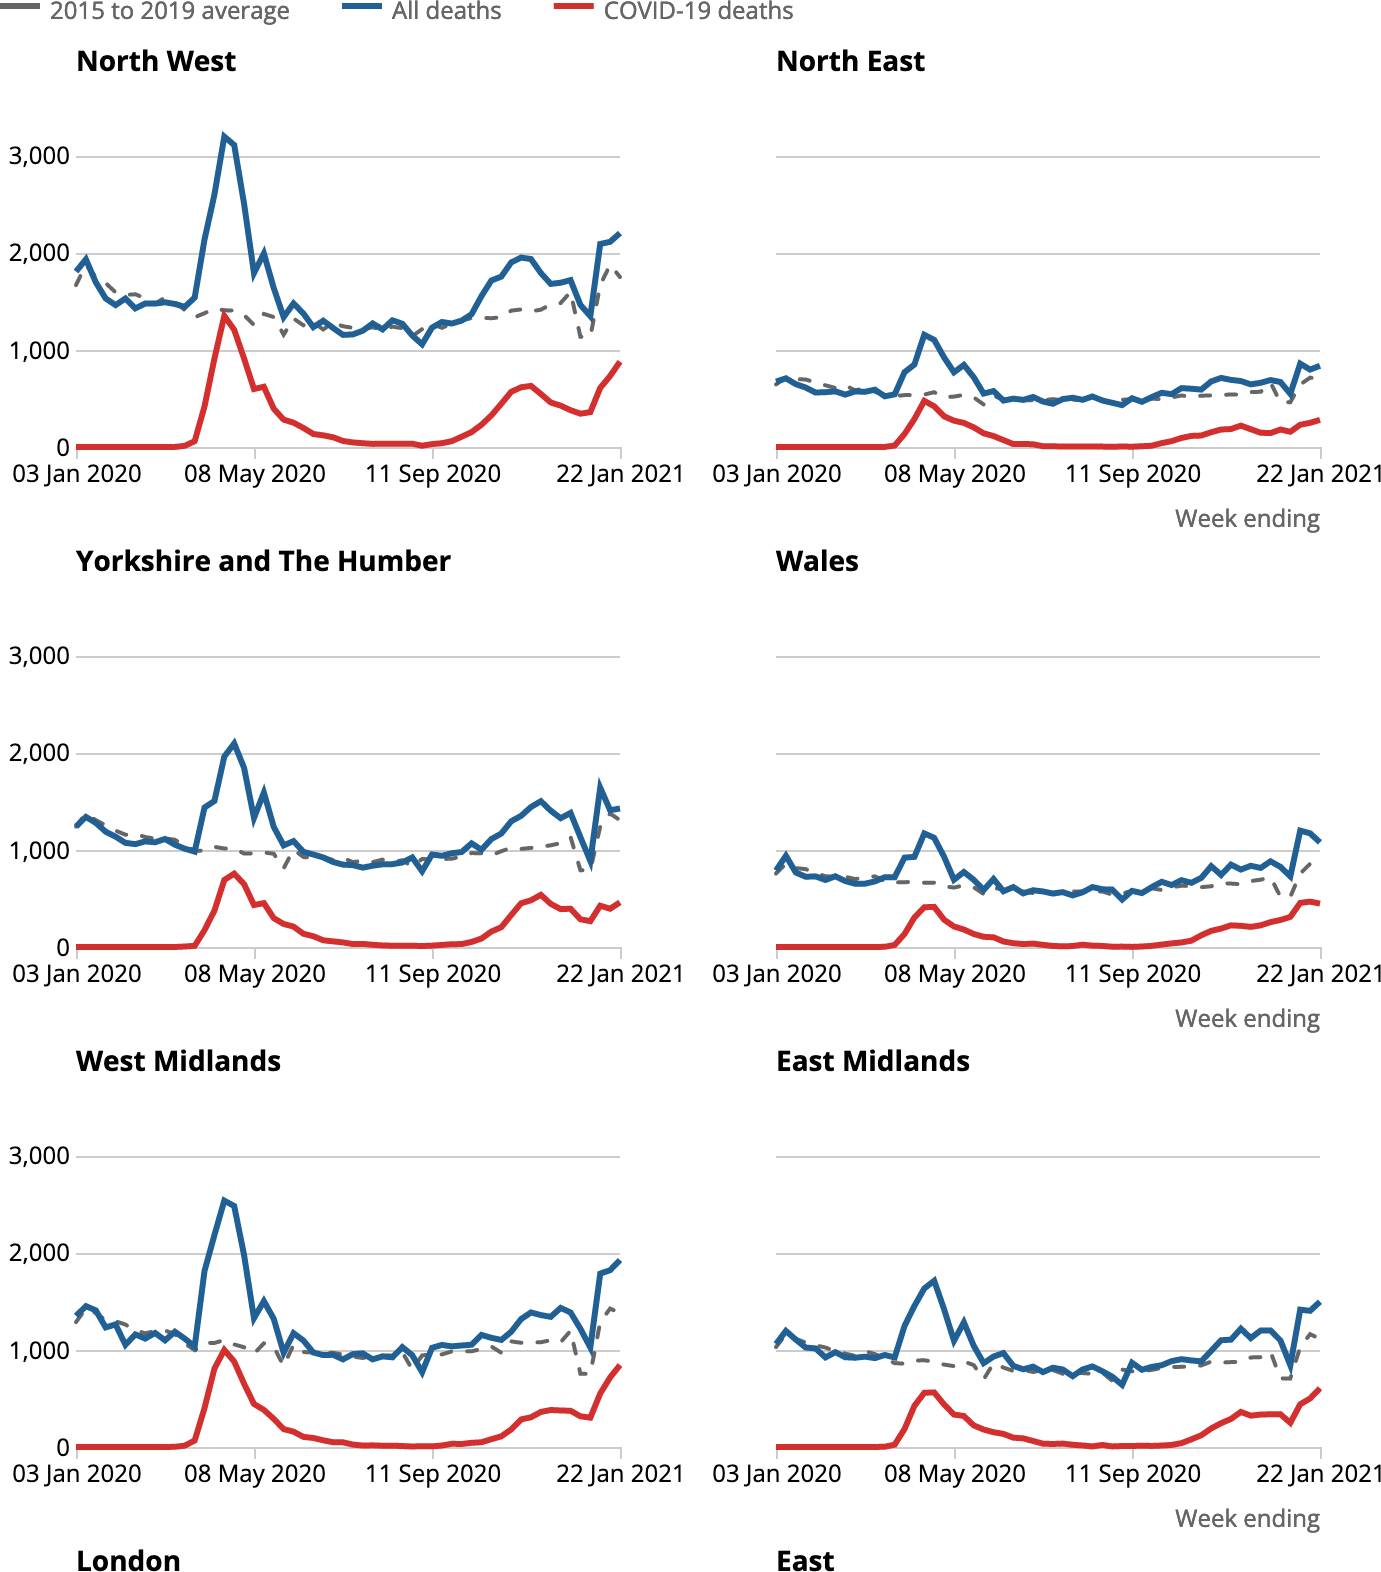 2015 to 2019 average All deaths COVID-19 deaths
North West North East
3,000
2,000
1,000
0
03 Jan 2020 08 May 2020 11 Sep 2020 22 Jan 2021 03 Jan 2020 08 May 2020 11 Sep 2020 22 Jan 2021
Week ending
Yorkshire and The Humber Wales
3,000
2,000
1,000
0
03 Jan 2020 08 May 2020 11 Sep 2020 22 Jan 2021 03 Jan 2020 08 May 2020 11 Sep 2020 22 Jan 2021
Week ending
West Midlands East Midlands
3,000
2,000
1,000
0
03 Jan 2020 08 May 2020 11 Sep 2020 22 Jan 2021 03 Jan 2020 08 May 2020 11 Sep 2020 22 Jan 2021
Week ending
London East